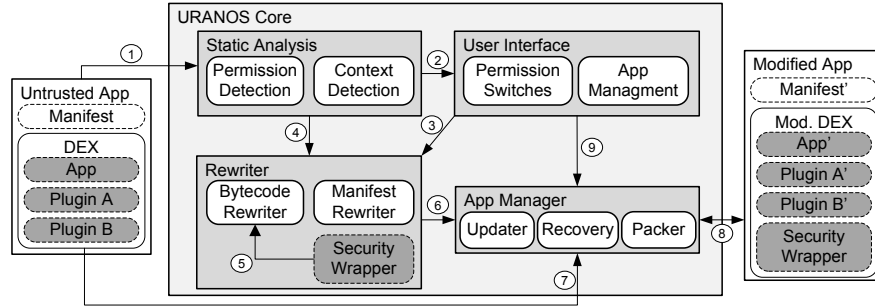 URANOS Core
Static Analysis
Permission
Detection
Context
Detection
User Interface
Permission
Switches
App
Managment
Untrusted App
Manifest
DEX
App
Plugin A
Plugin B
Rewriter
Bytecode
Rewriter
Manifest
Rewriter
Security
Wrapper
App Manager
Updater
Recovery
Packer
Modified App
Manifest'
Mod. DEX
App'
Plugin A'
Plugin B'
Security
Wrapper
1
2
3
4
5
6
7
8
9